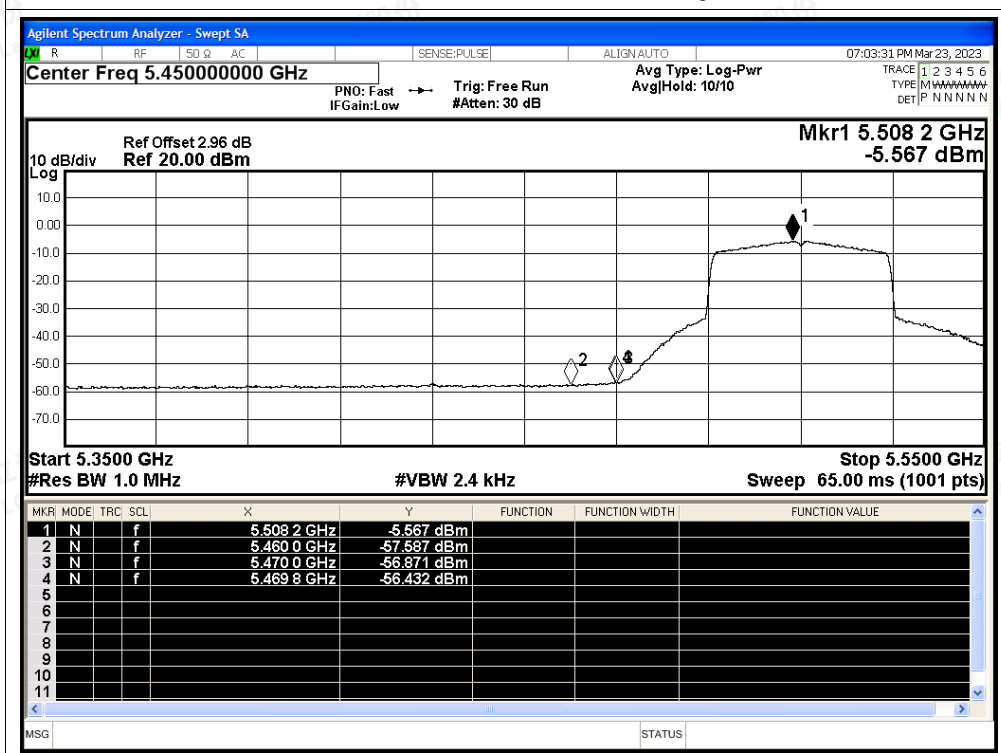 Agilent Spectrum Analyzer - Swept SA
LXI R RF 50 Ω AC SENSE:PULSE ALIGN AUTO 07:03:31 PM Mar 23, 2023
Center Freq 5.450000000 GHz
PNO: Fast
IFGain:Low
Trig: Free Run
#Atten: 30 dB
Avg Type: Log-Pwr
Avg|Hold: 10/10
TRACE 1 2 3 4 5 6
TYPE M
DET P N N N N N
Mkr1 5.508 2 GHz
-5.567 dBm
Ref Offset 2.96 dB
10 dB/div Ref 20.00 dBm
Log
10.0
0.00
-10.0
-20.0
-30.0
-40.0
-50.0
-60.0
-70.0
1
2
Start 5.3500 GHz Stop 5.5500 GHz
#Res BW 1.0 MHz #VBW 2.4 kHz Sweep 65.00 ms (1001 pts)
MKR MODE TRC SCL X Y FUNCTION FUNCTION WIDTH FUNCTION VALUE
1 N f 5.508 2 GHz -5.567 dBm
2 N f 5.460 0 GHz -57.587 dBm
3 N f 5.470 0 GHz -56.871 dBm
4 N f 5.469 8 GHz -56.432 dBm
5
6
7
8
9
10
11
MSG STATUS